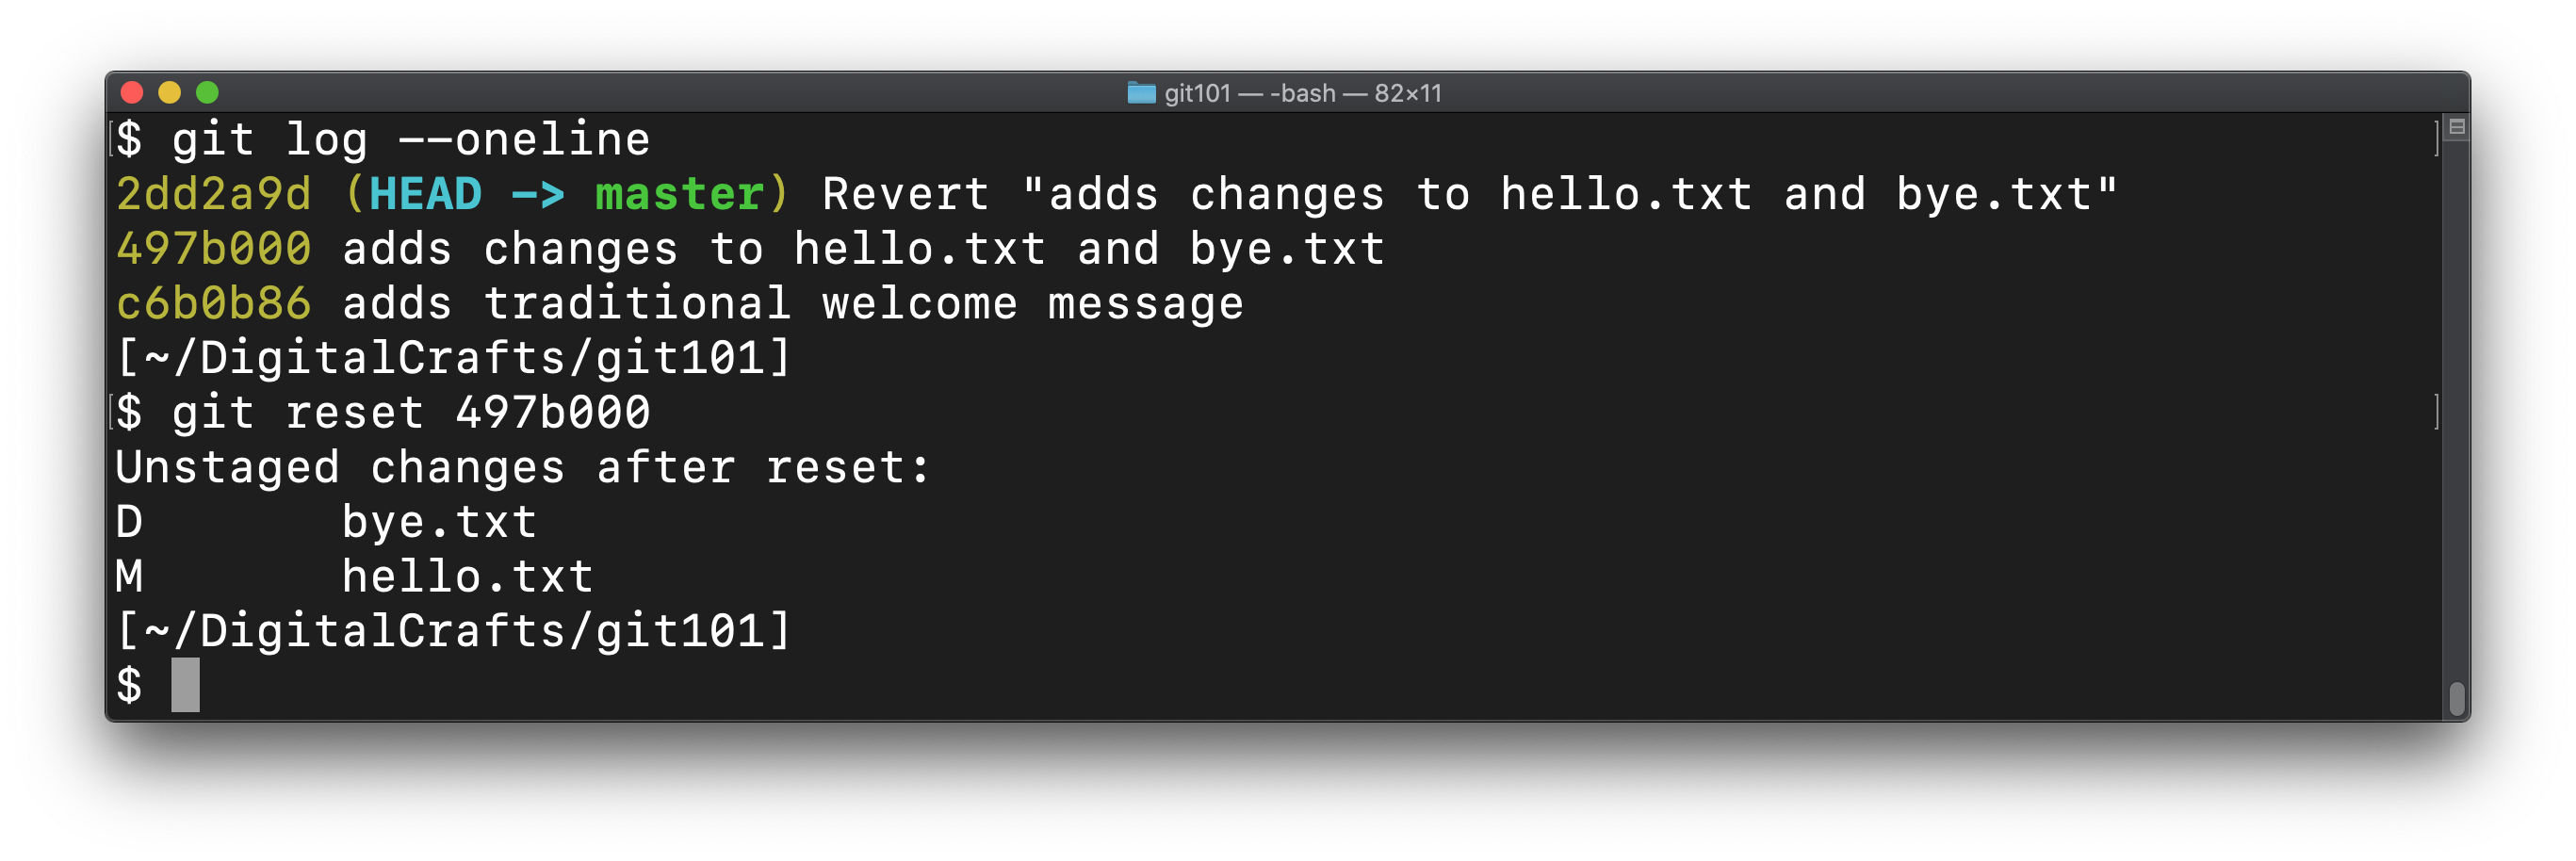 git101 — -bash — 82×11
[$ git log --oneline ]
2dd2a9d (HEAD -> master) Revert "adds changes to hello.txt and bye.txt"
497b000 adds changes to hello.txt and bye.txt
c6b0b86 adds traditional welcome message
[~/DigitalCrafts/git101]
[$ git reset 497b000 ]
Unstaged changes after reset:
D       bye.txt
M       hello.txt
[~/DigitalCrafts/git101]
$